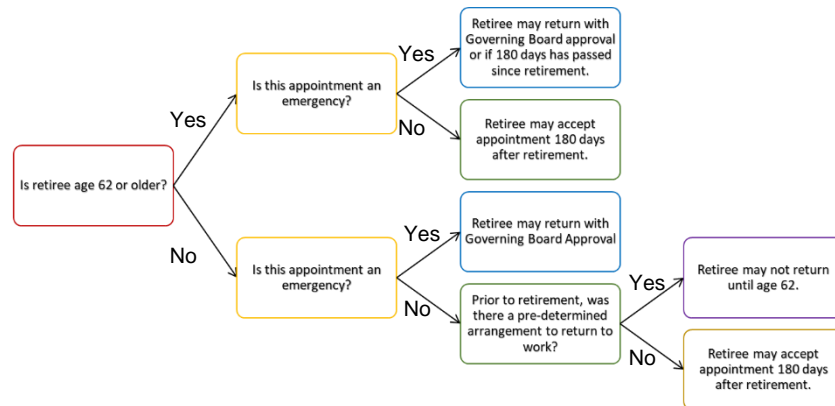 Is retiree age 62 or older?
Yes
No
Is this appointment an
emergency?
Yes
No
Retiree may return with
Governing Board approval
or if 180 days has passed
since retirement.
Retiree may accept
appointment 180 days
after retirement.
Is this appointment an
emergency?
Yes
No
Retiree may return with
Governing Board Approval
Prior to retirement, was
there a pre-determined
arrangement to return to
work?
Yes
No
Retiree may not return
until age 62.
Retiree may accept
appointment 180 days
after retirement.